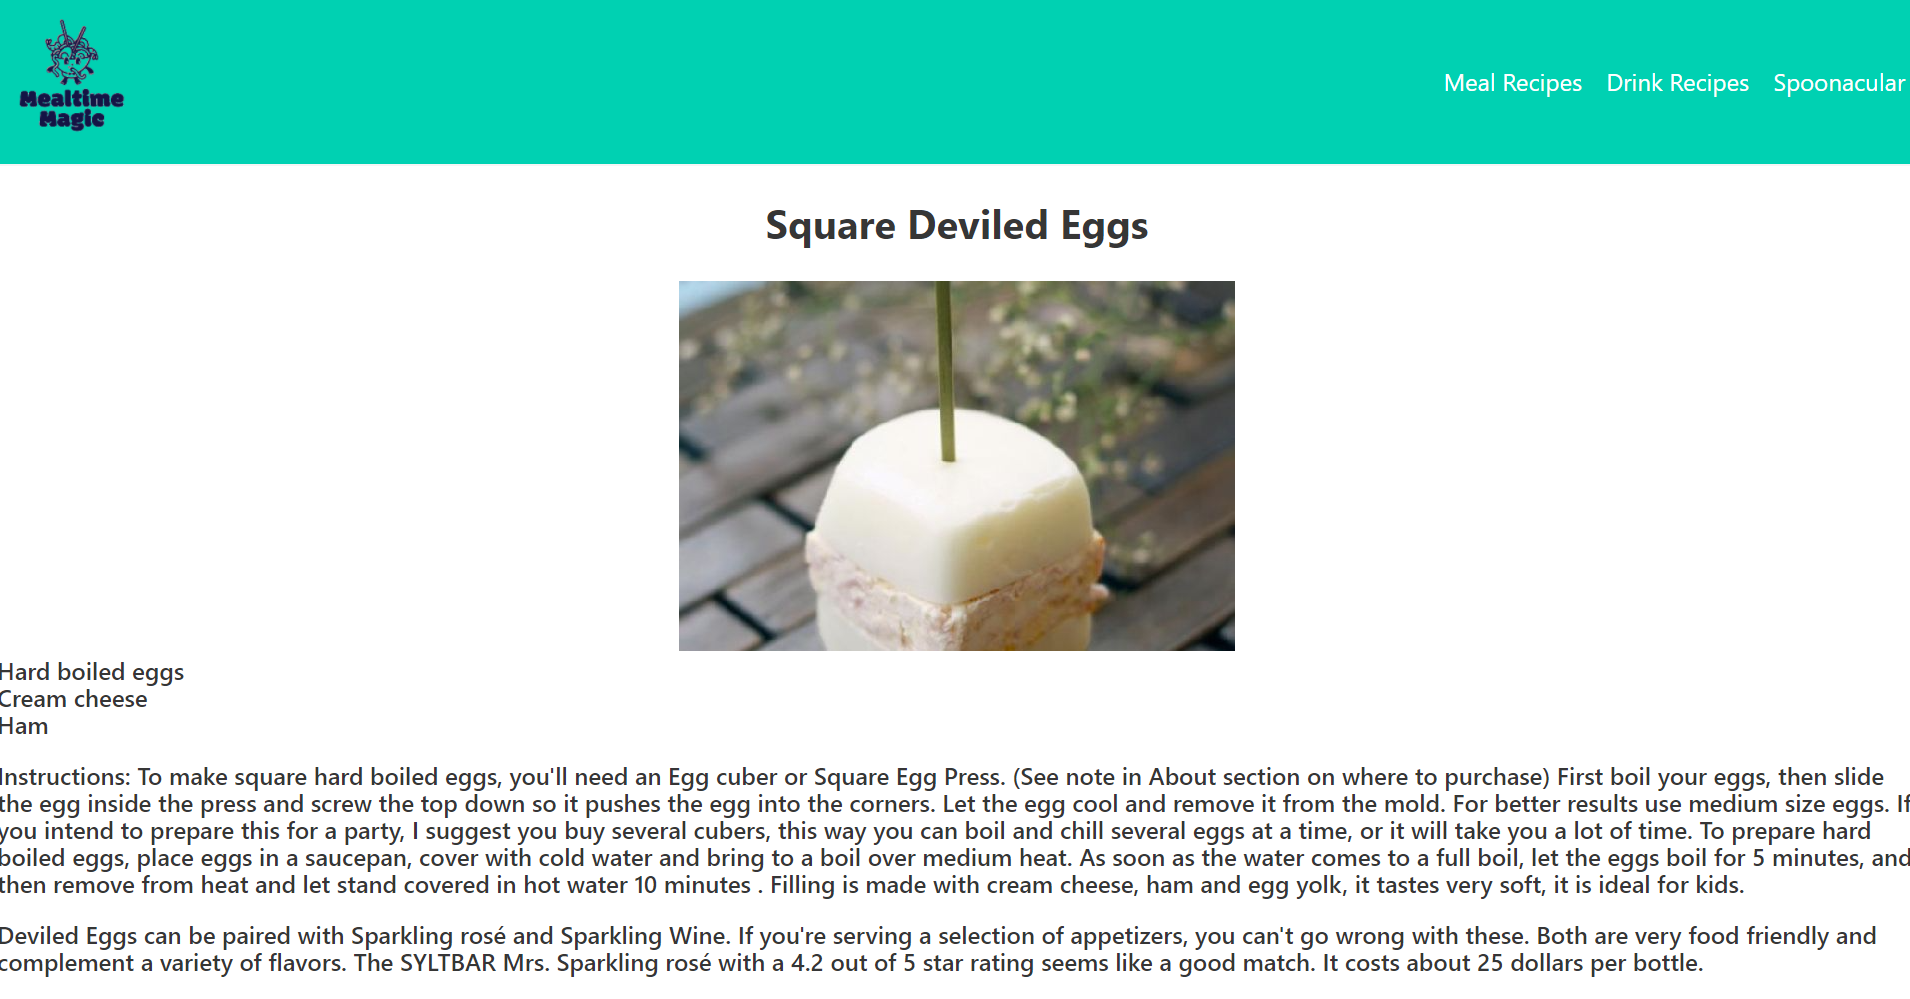 Mealtime
Magic
Meal Recipes Drink Recipes Spoonacular
Square Deviled Eggs
Hard boiled eggs
Cream cheese
Ham
Instructions: To make square hard boiled eggs, you'll need an Egg cuber or Square Egg Press. (See note in About section on where to purchase) First boil your eggs, then slide
the egg inside the press and screw the top down so it pushes the egg into the corners. Let the egg cool and remove it from the mold. For better results use medium size eggs. If
you intend to prepare this for a party, I suggest you buy several cubers, this way you can boil and chill several eggs at a time, or it will take you a lot of time. To prepare hard
boiled eggs, place eggs in a saucepan, cover with cold water and bring to a boil over medium heat. As soon as the water comes to a full boil, let the eggs boil for 5 minutes, and
then remove from heat and let stand covered in hot water 10 minutes . Filling is made with cream cheese, ham and egg yolk, it tastes very soft, it is ideal for kids.
Deviled Eggs can be paired with Sparkling rosé and Sparkling Wine. If you're serving a selection of appetizers, you can't go wrong with these. Both are very food friendly and
complement a variety of flavors. The SYLTBAR Mrs. Sparkling rosé with a 4.2 out of 5 star rating seems like a good match. It costs about 25 dollars per bottle.